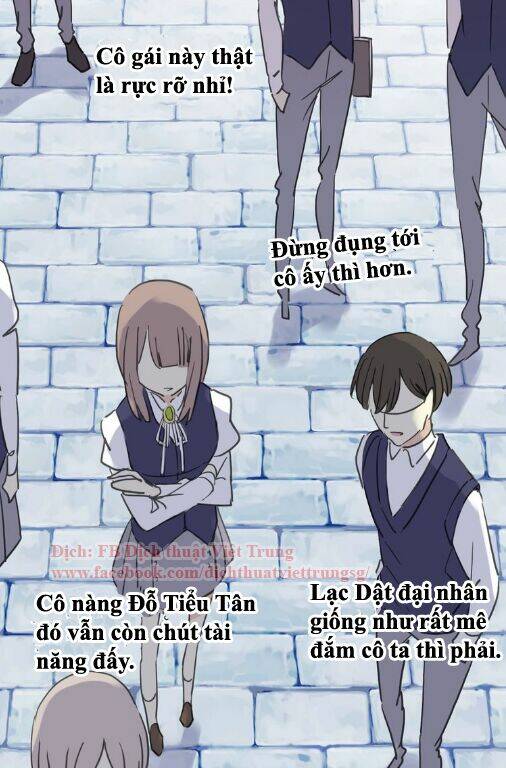 Cô gái này thật
là rực rỡ nhỉ!
Đừng đụng tới
cô ấy thì hơn.
Dịch: FB Dịch thuật Việt Trung
www.facebook.com/dichthuatviettrungsg/
Cô nàng Đỗ Tiểu Tân
đó vẫn còn chút tài
năng đấy.
Lạc Dật đại nhân
giống như rất mê
đắm cô ta thì phải.